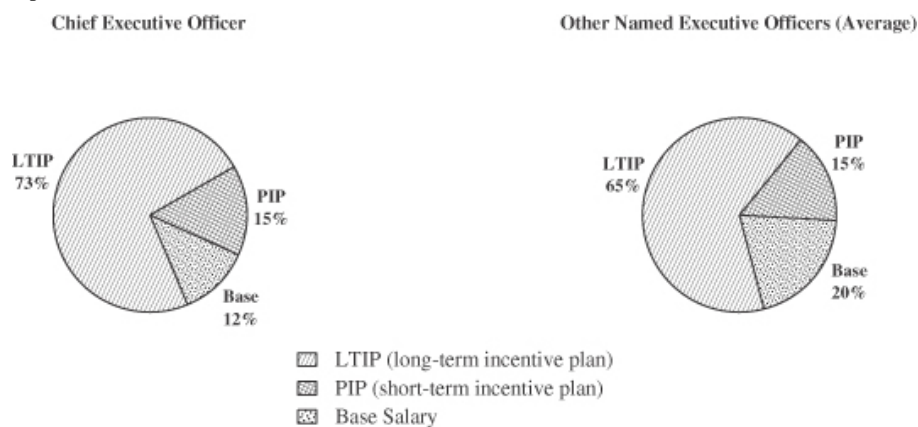 Chief Executive Officer
LTIP
73%
PIP
15%
Base
12%
Other Named Executive Officers (Average)
LTIP
65%
PIP
15%
Base
20%
LTIP (long-term incentive plan)
PIP (short-term incentive plan)
Base Salary